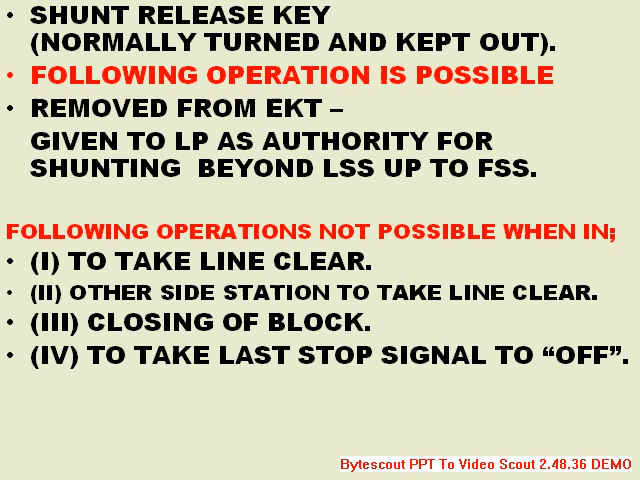 • SHUNT RELEASE KEY
(NORMALLY TURNED AND KEPT OUT).
• FOLLOWING OPERATION IS POSSIBLE
• REMOVED FROM EKT –
GIVEN TO LP AS AUTHORITY FOR
SHUNTING BEYOND LSS UP TO FSS.
FOLLOWING OPERATIONS NOT POSSIBLE WHEN IN;
• (I) TO TAKE LINE CLEAR.
• (II) OTHER SIDE STATION TO TAKE LINE CLEAR.
• (III) CLOSING OF BLOCK.
• (IV) TO TAKE LAST STOP SIGNAL TO “OFF”.
Bytescout PPT To Video Scout 2.48.36 DEMO